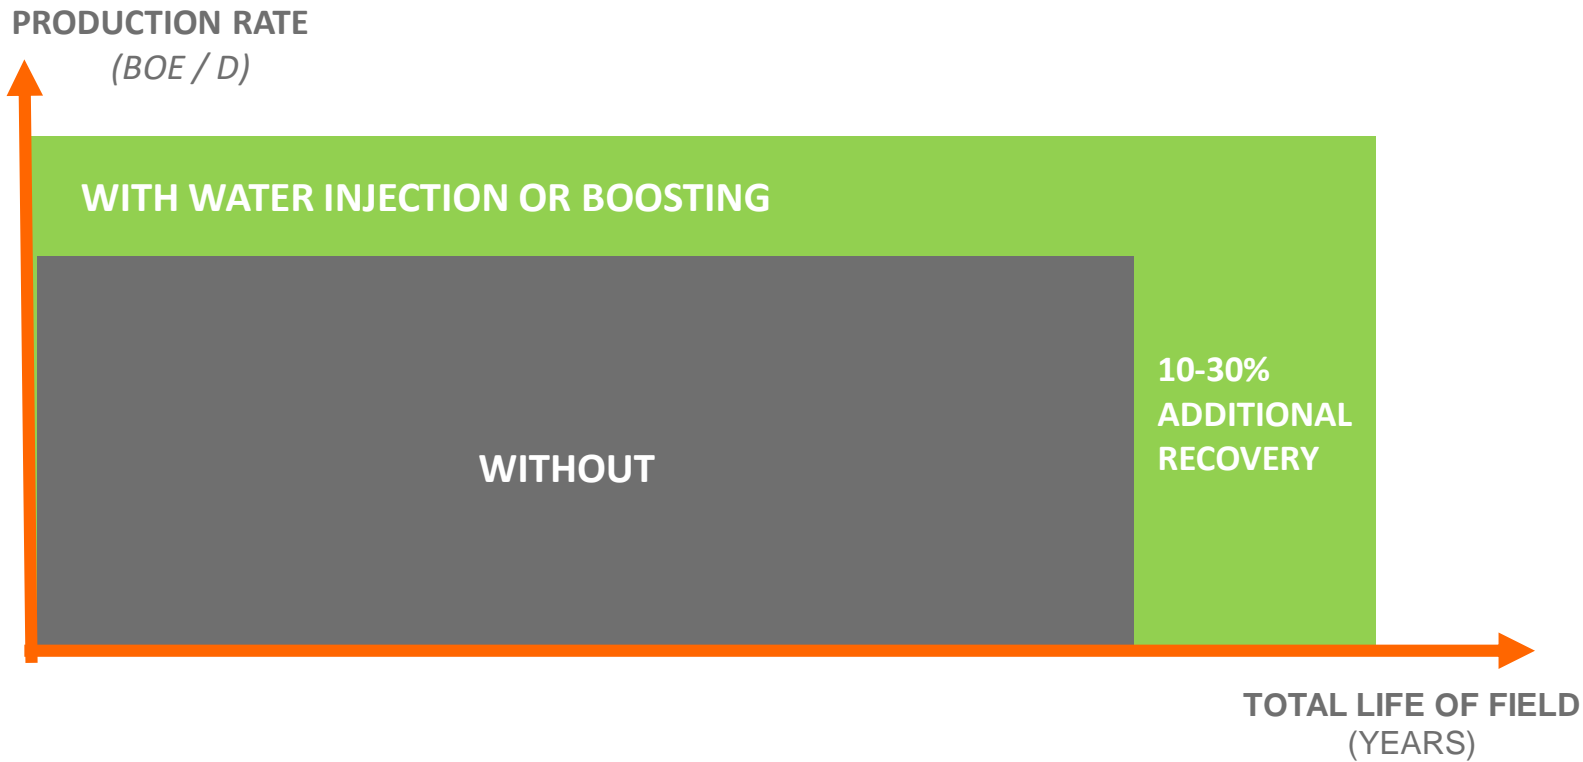 PRODUCTION RATE
(BOE / D)
WITH WATER INJECTION OR BOOSTING
10-30%
ADDITIONAL
RECOVERY
WITHOUT
TOTAL LIFE OF FIELD
(YEARS)